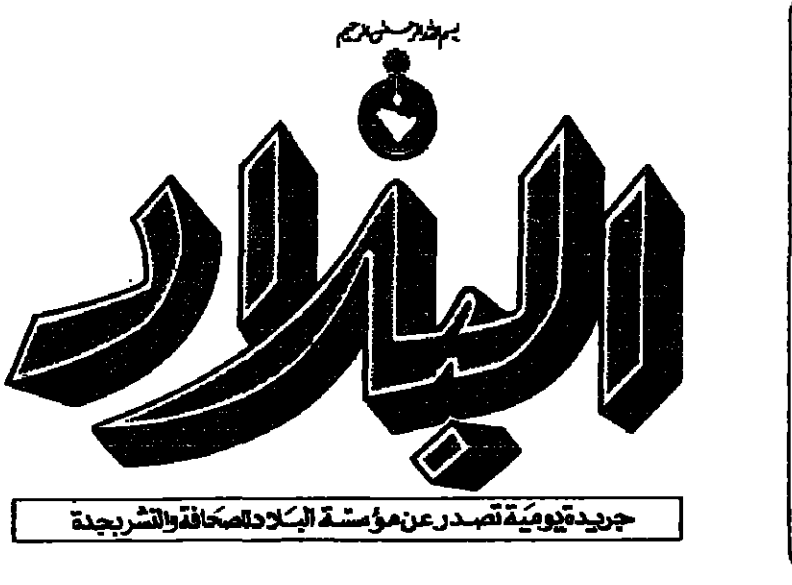 بسم الله الرحمن الرحيم
البلاد
جريدة يومية تصدر عن مؤسسة البلاد للصحافة والنشر بجدة